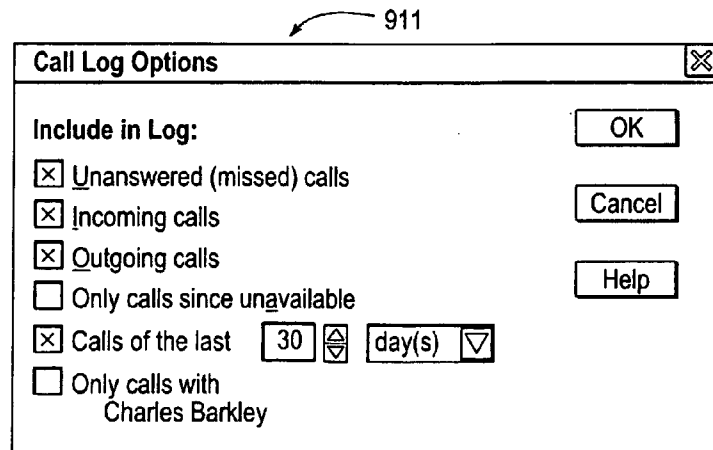 911
Call Log Options
Include in Log:
OK
Unanswered (missed) calls
Cancel
Incoming calls
Outgoing calls
Help
Only calls since unavailable
Calls of the last 30 day(s)
Only calls with
Charles Barkley